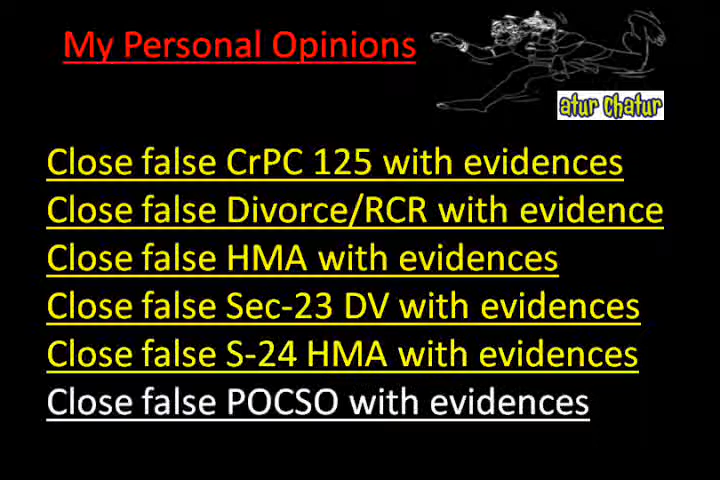 My Personal Opinions
atur chatur
Close false CrPC 125 with evidences
Close false Divorce/RCR with evidence
Close false HMA with evidences
Close false Sec-23 DV with evidences
Close false S-24 HMA with evidences
Close false POCSO with evidences